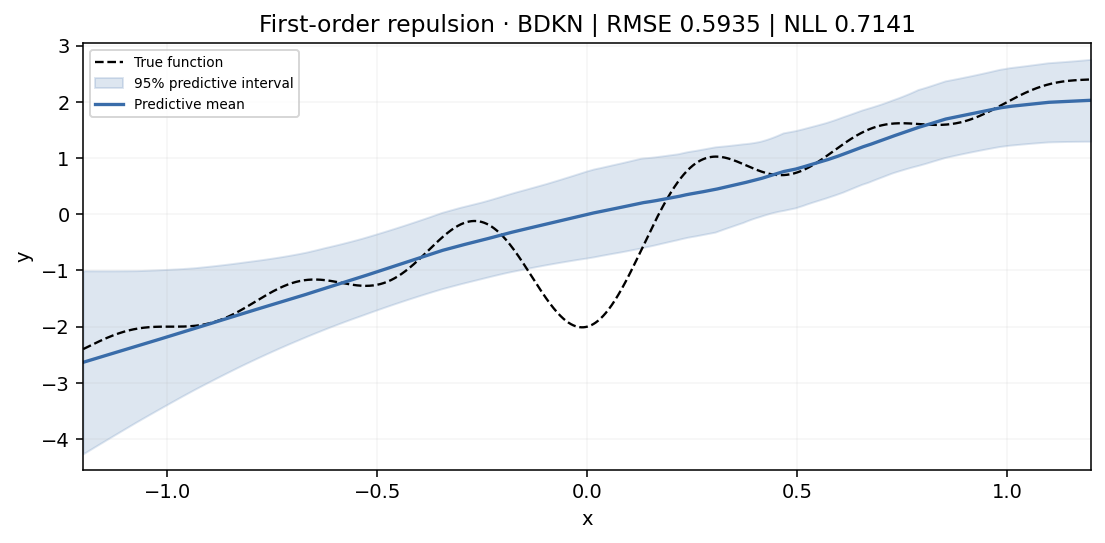 First-order repulsion · BDKN | RMSE 0.5935 | NLL 0.7141
True function
95% predictive interval
Predictive mean
3
2
1
0
−1
−2
−3
−4
y
−1.0
−0.5
0.0
0.5
1.0
x